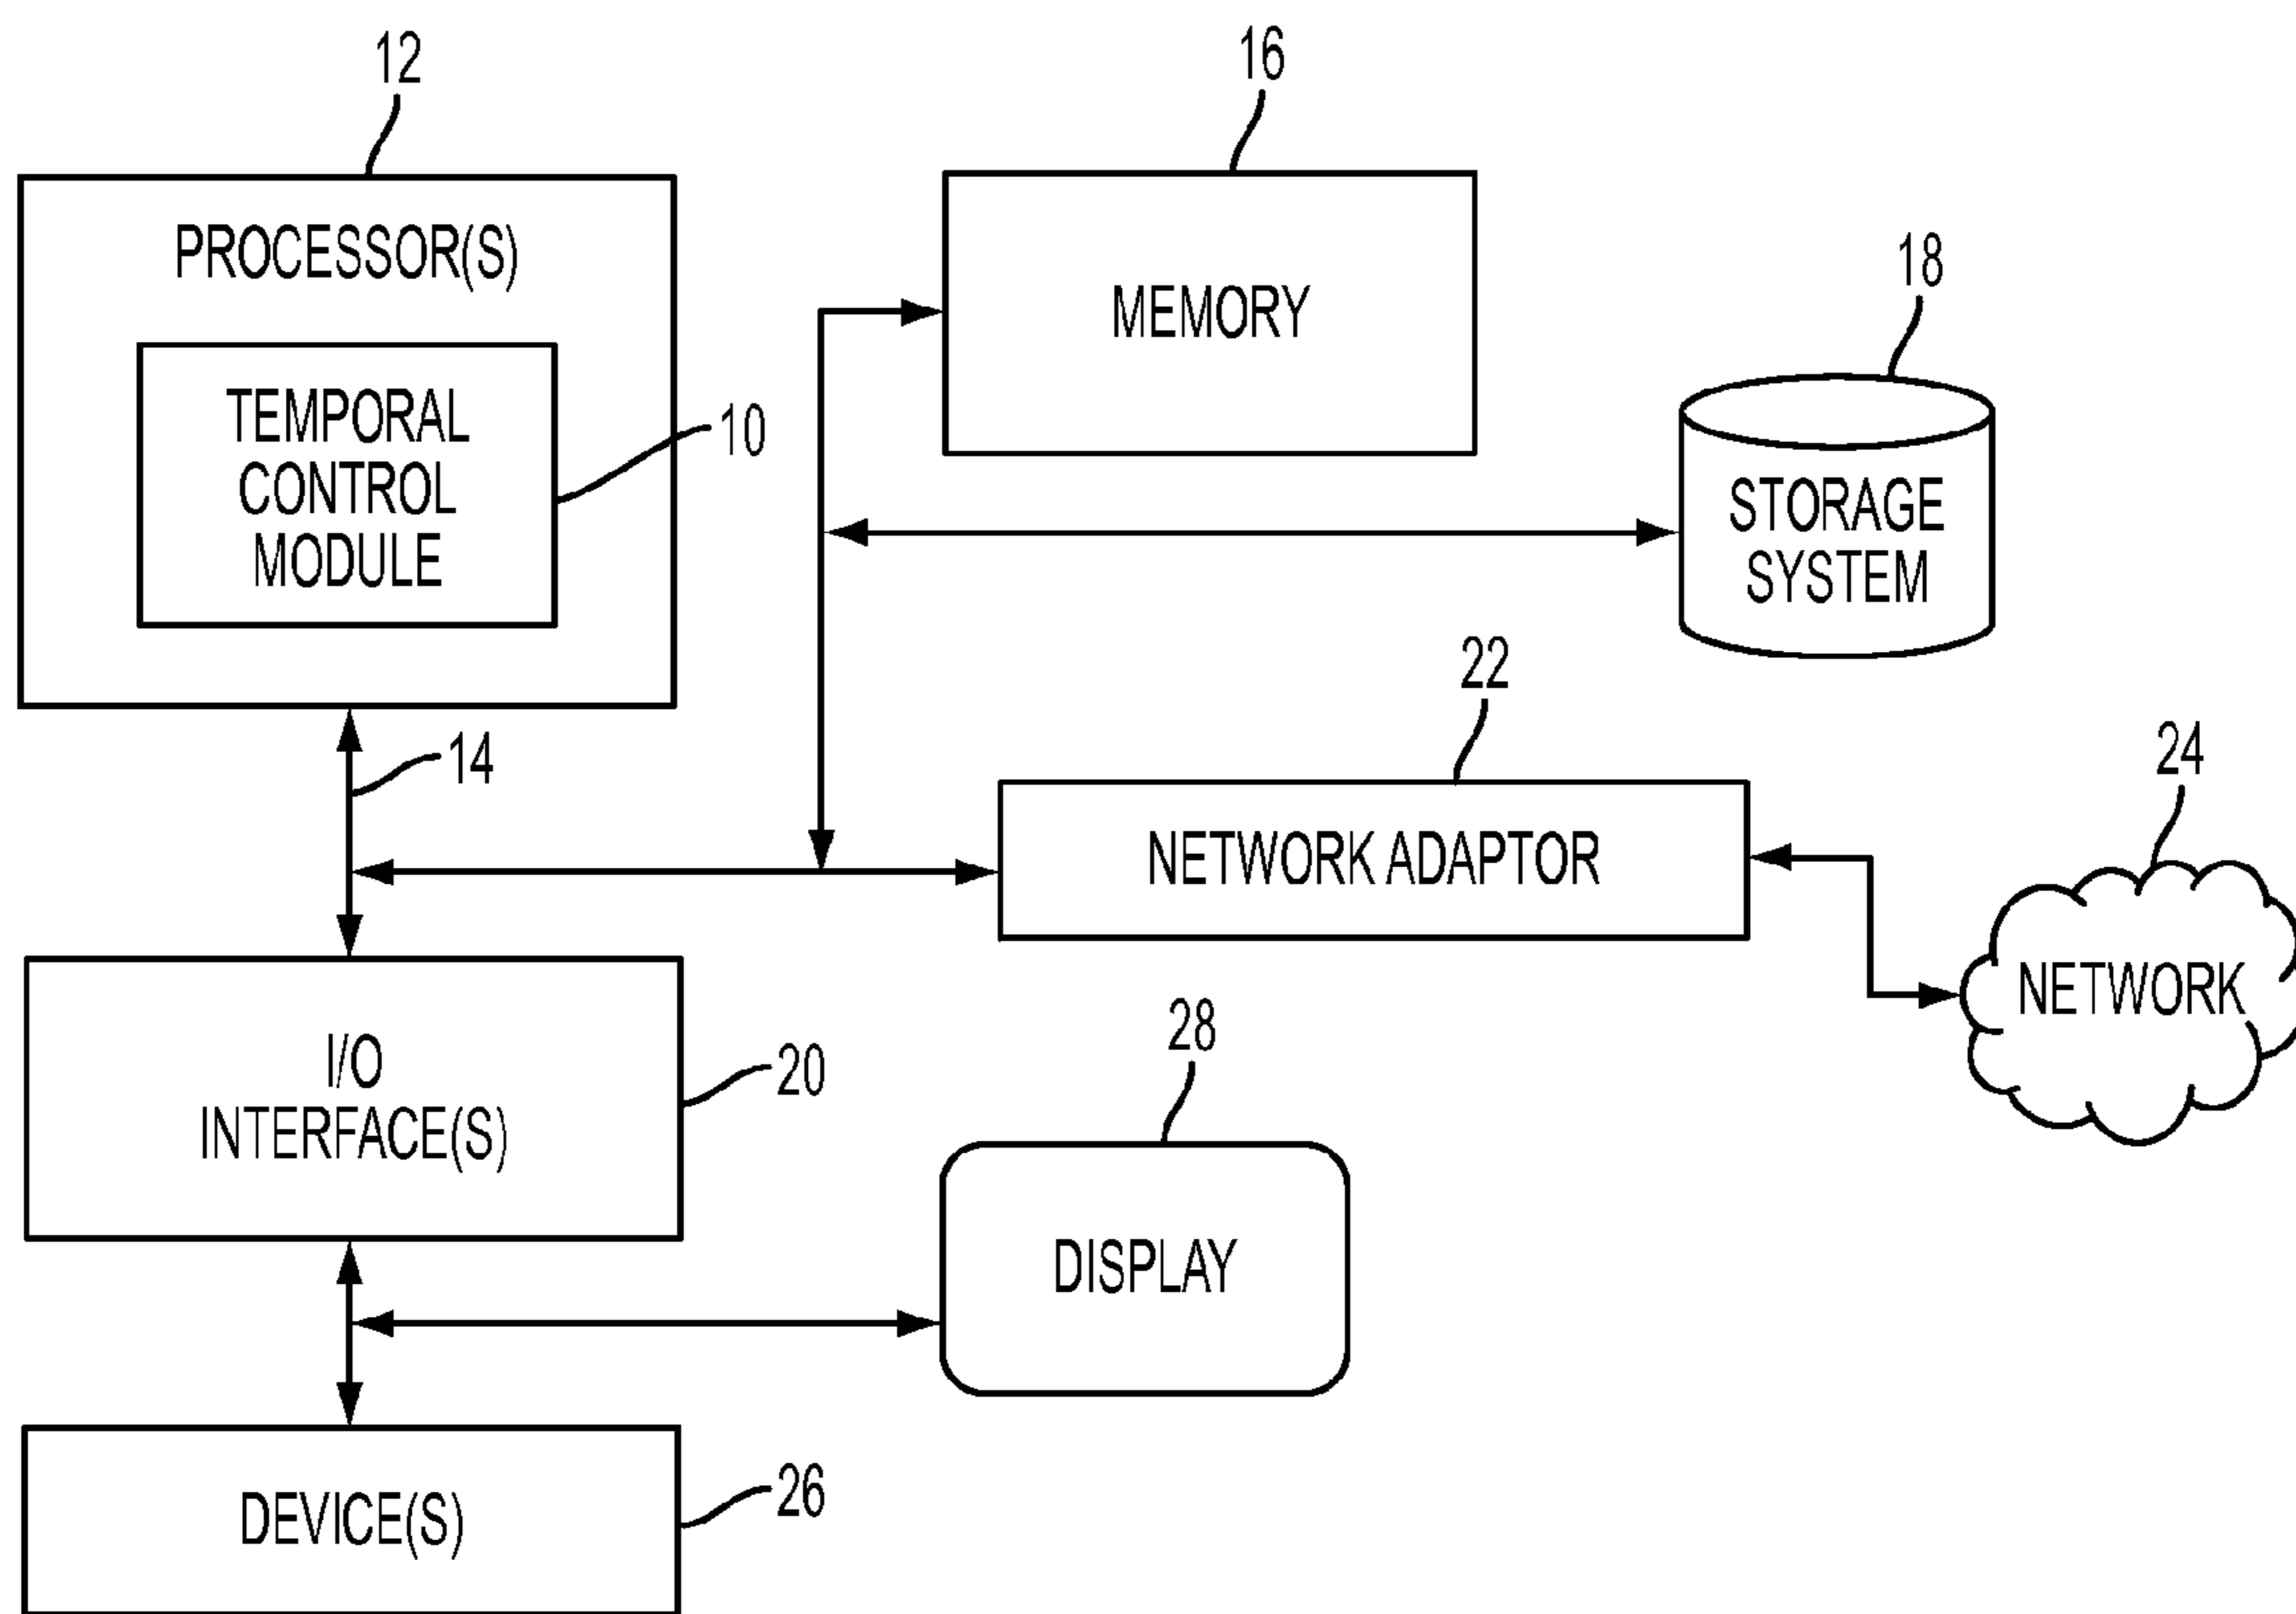 12
16
PROCESSOR(S)
18
MEMORY
TEMPORAL
CONTROL
MODULE
10
STORAGE
SYSTEM
22
14
24
NETWORK ADAPTOR
NETWORK
28
I/O
INTERFACE(S)
20
DISPLAY
DEVICE(S)
26